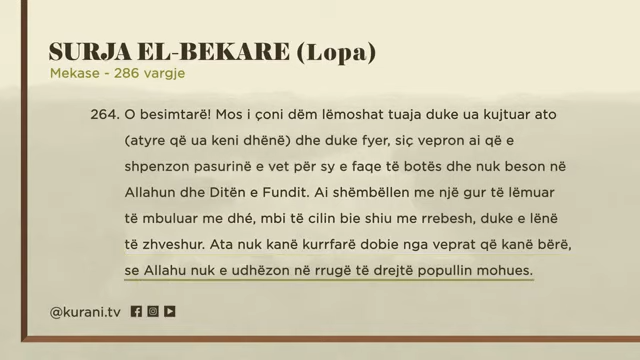 SURJA EL-BEKARE (Lopa)
Mekase - 286 vargje
264. O besimtarë! Mos i çoni dëm lëmoshat tuaja duke ua kujtuar ato
(atyre që ua keni dhënë) dhe duke fyer, siç vepron ai që e
shpenzon pasurinë e vet për sy e faqe të botës dhe nuk beson në
Allahun dhe Ditën e Fundit. Ai shëmbëllen me një gur të lëmuar
të mbuluar me dhé, mbi të cilin bie shiu me rrebesh, duke e lënë
të zhveshur. Ata nuk kanë kurrfarë dobie nga veprat që kanë bërë,
se Allahu nuk e udhëzon në rrugë të drejtë popullin mohues.
@kurani.tv